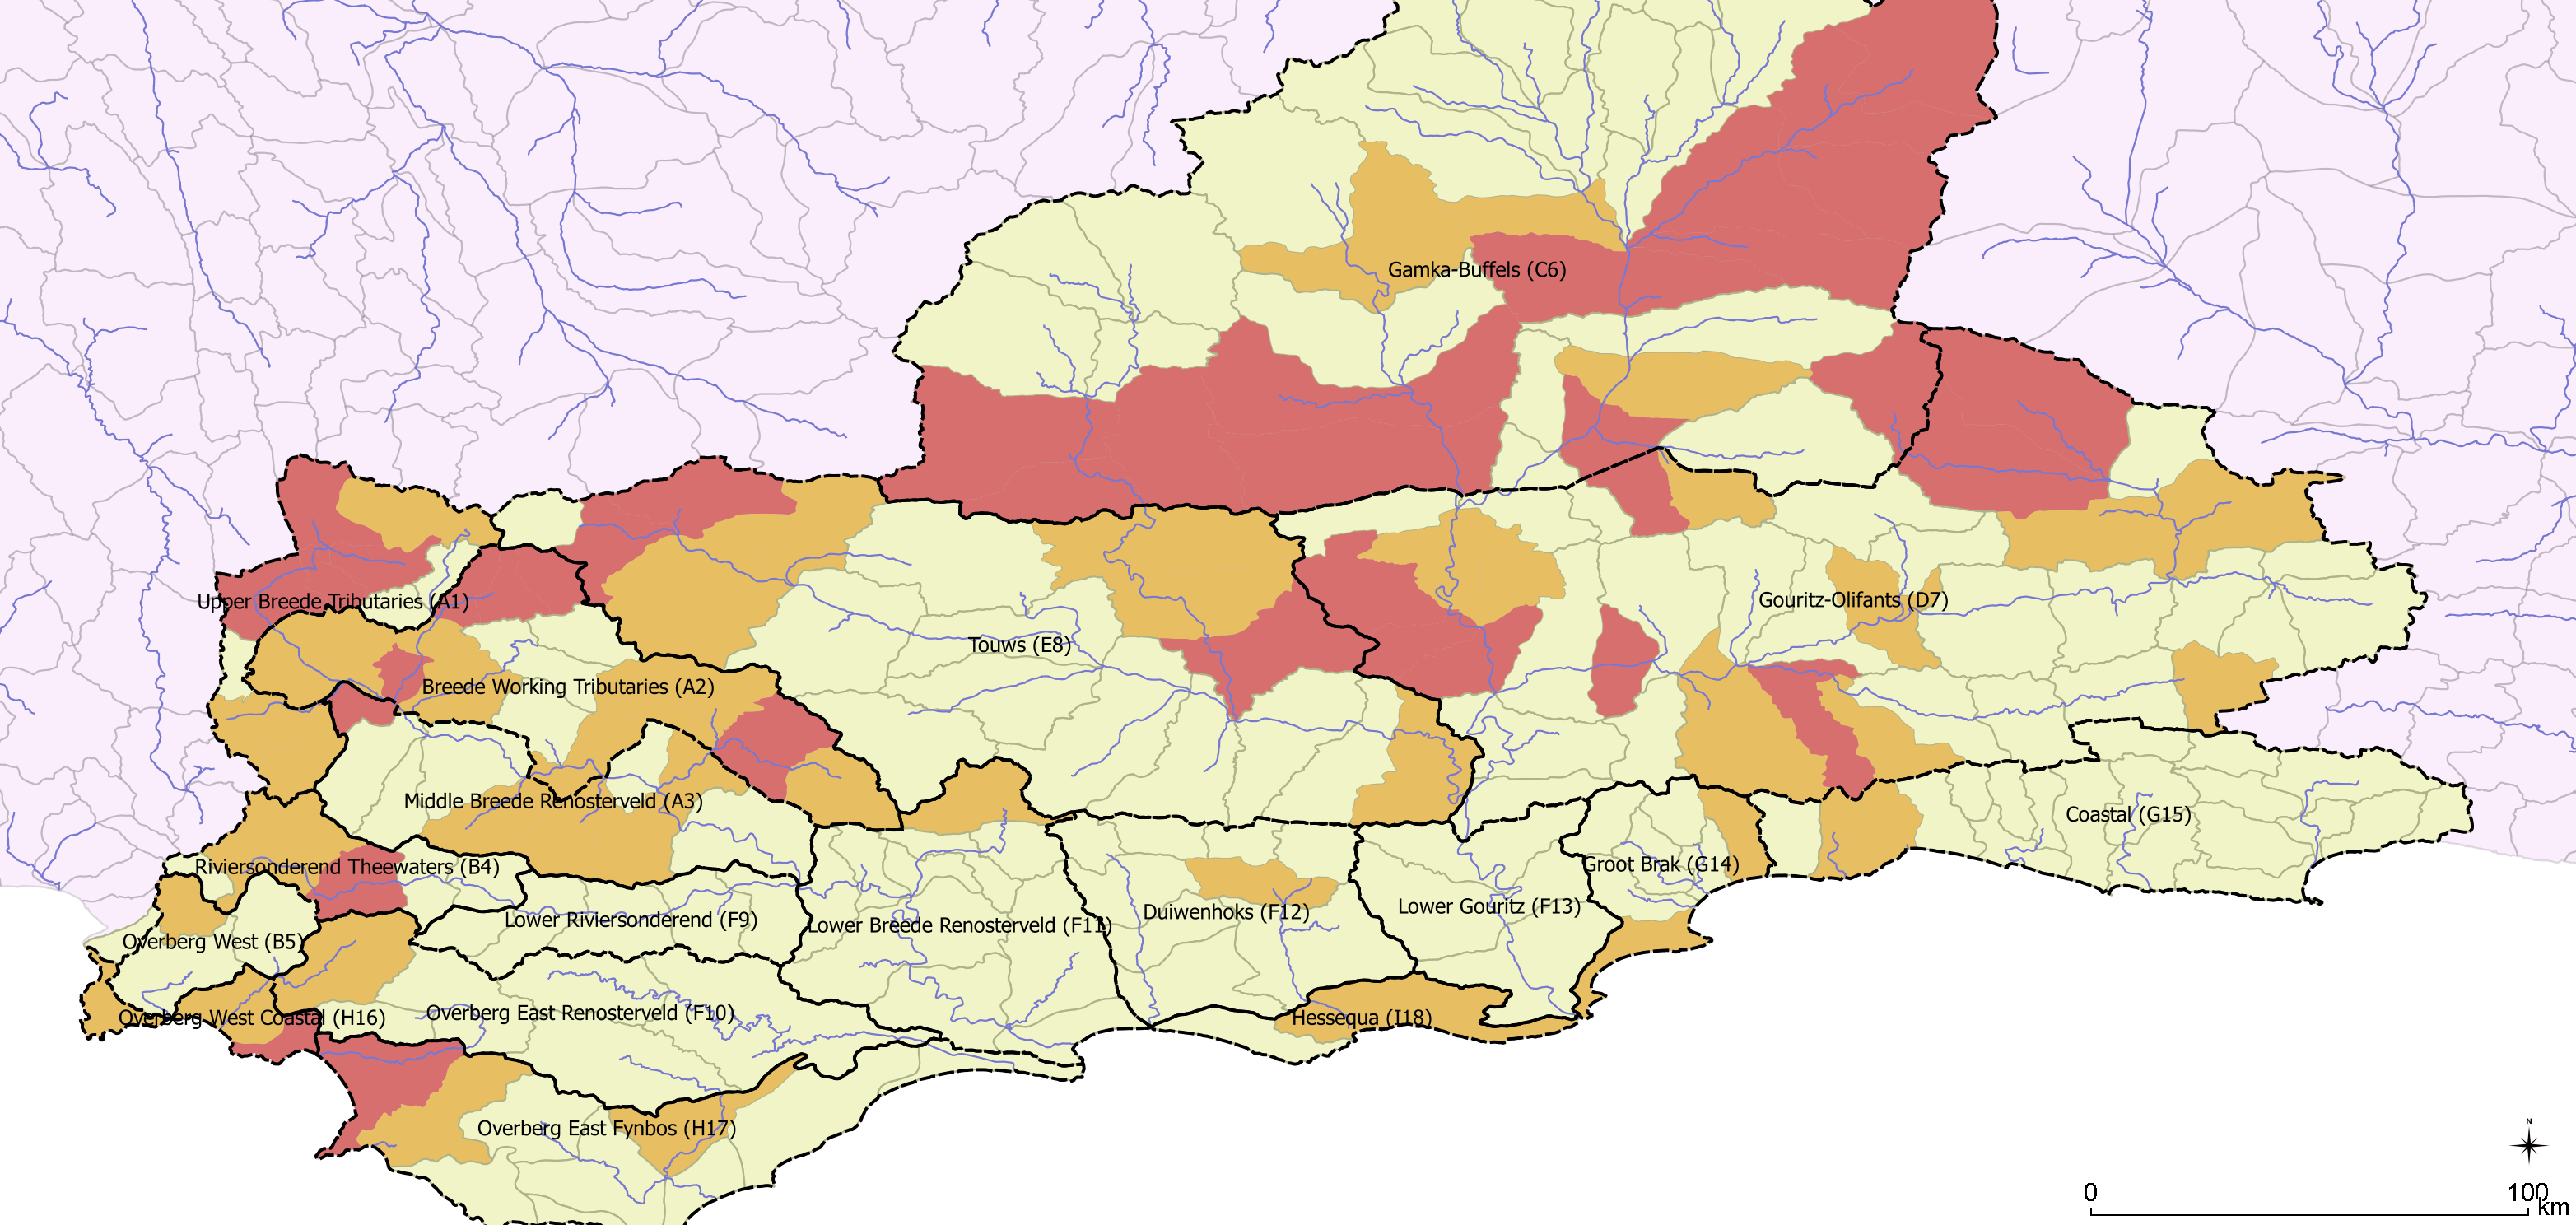 Gamka-Buffels (C6)
Upper Breede Tributaries (A1)
Gouritz-Olifants (D7)
Touws (E8)
Breede Working Tributaries (A2)
Middle Breede Renosterveld (A3)
Coastal (G15)
Riviersonderend Theewaters (B4)
Groot Brak (G14)
Lower Riviersonderend (F9)
Lower Breede Renosterveld (F11)
Duiwenhoks (F12)
Lower Gouritz (F13)
Overberg West (B5)
Overberg West Coastal (H16)
Overberg East Renosterveld (F10)
Hessequa (I18)
Overberg East Fynbos (H17)
N
0 100
km